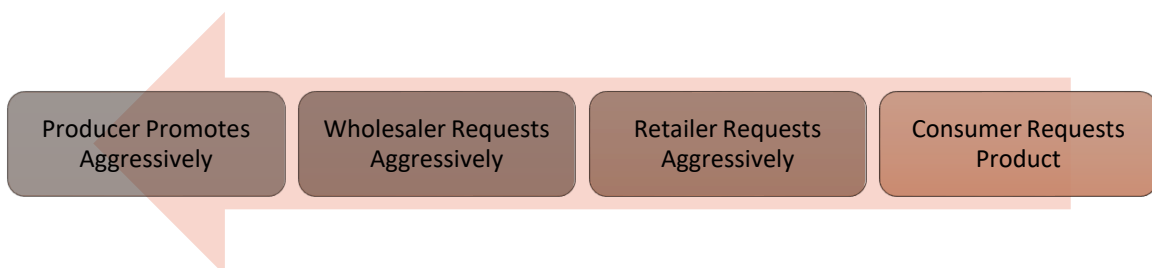 Producer Promotes
Aggressively
Wholesaler Requests
Aggressively
Retailer Requests
Aggressively
Consumer Requests
Product